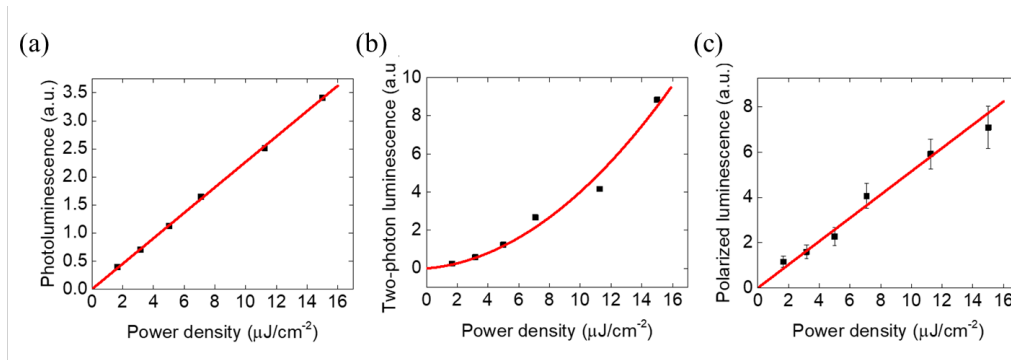 (a)
Photoluminescence (a.u.)
3.5
3.0
2.5
2.0
1.5
1.0
0.5
0.0
0 2 4 6 8 10 12 14 16
Power density (μJ/cm⁻²)
(b)
Two-photon luminescence (a.u
10
8
6
4
2
0
0 2 4 6 8 10 12 14 16
Power density (μJ/cm⁻²)
(c)
Polarized luminescence (a.u.)
8
6
4
2
0
0 2 4 6 8 10 12 14 16
Power density (μJ/cm⁻²)